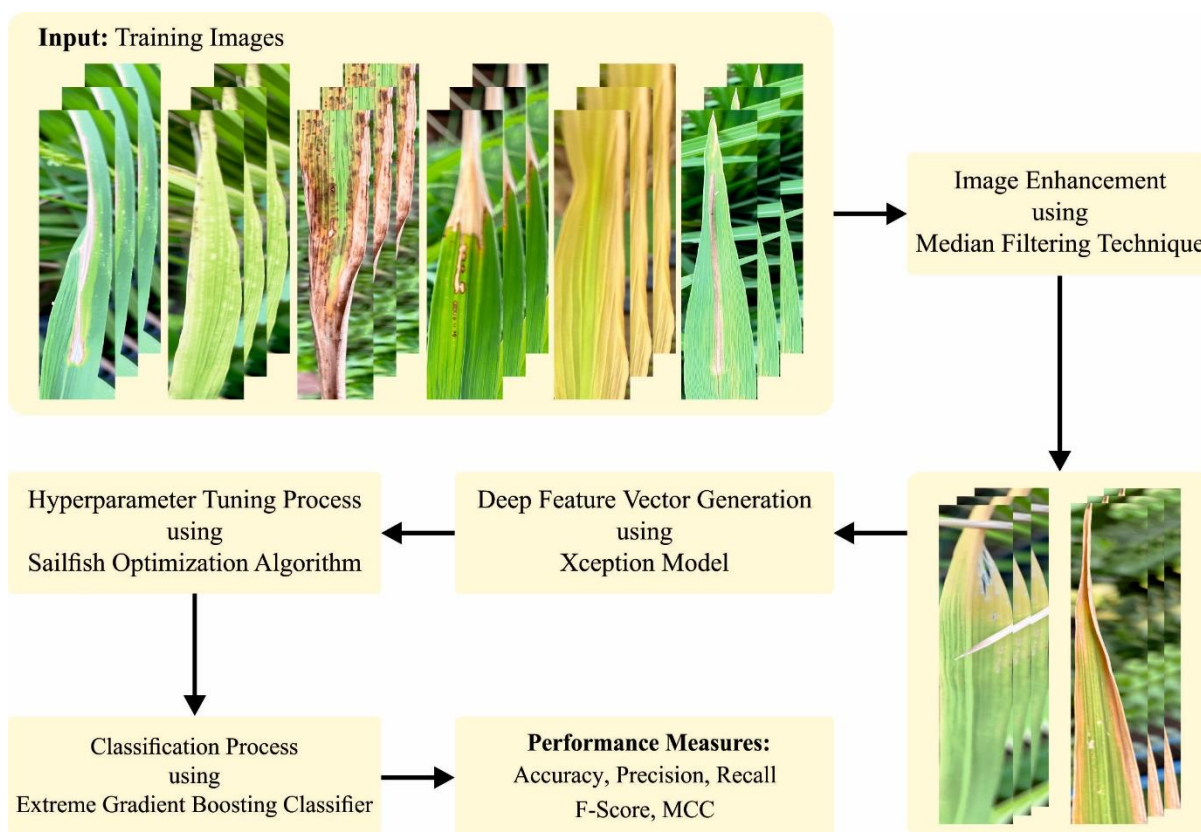 Input: Training Images
Image Enhancement
using
Median Filtering Technique
Hyperparameter Tuning Process
using
Sailfish Optimization Algorithm
Deep Feature Vector Generation
using
Xception Model
Classification Process
using
Extreme Gradient Boosting Classifier
Performance Measures:
Accuracy, Precision, Recall
F-Score, MCC